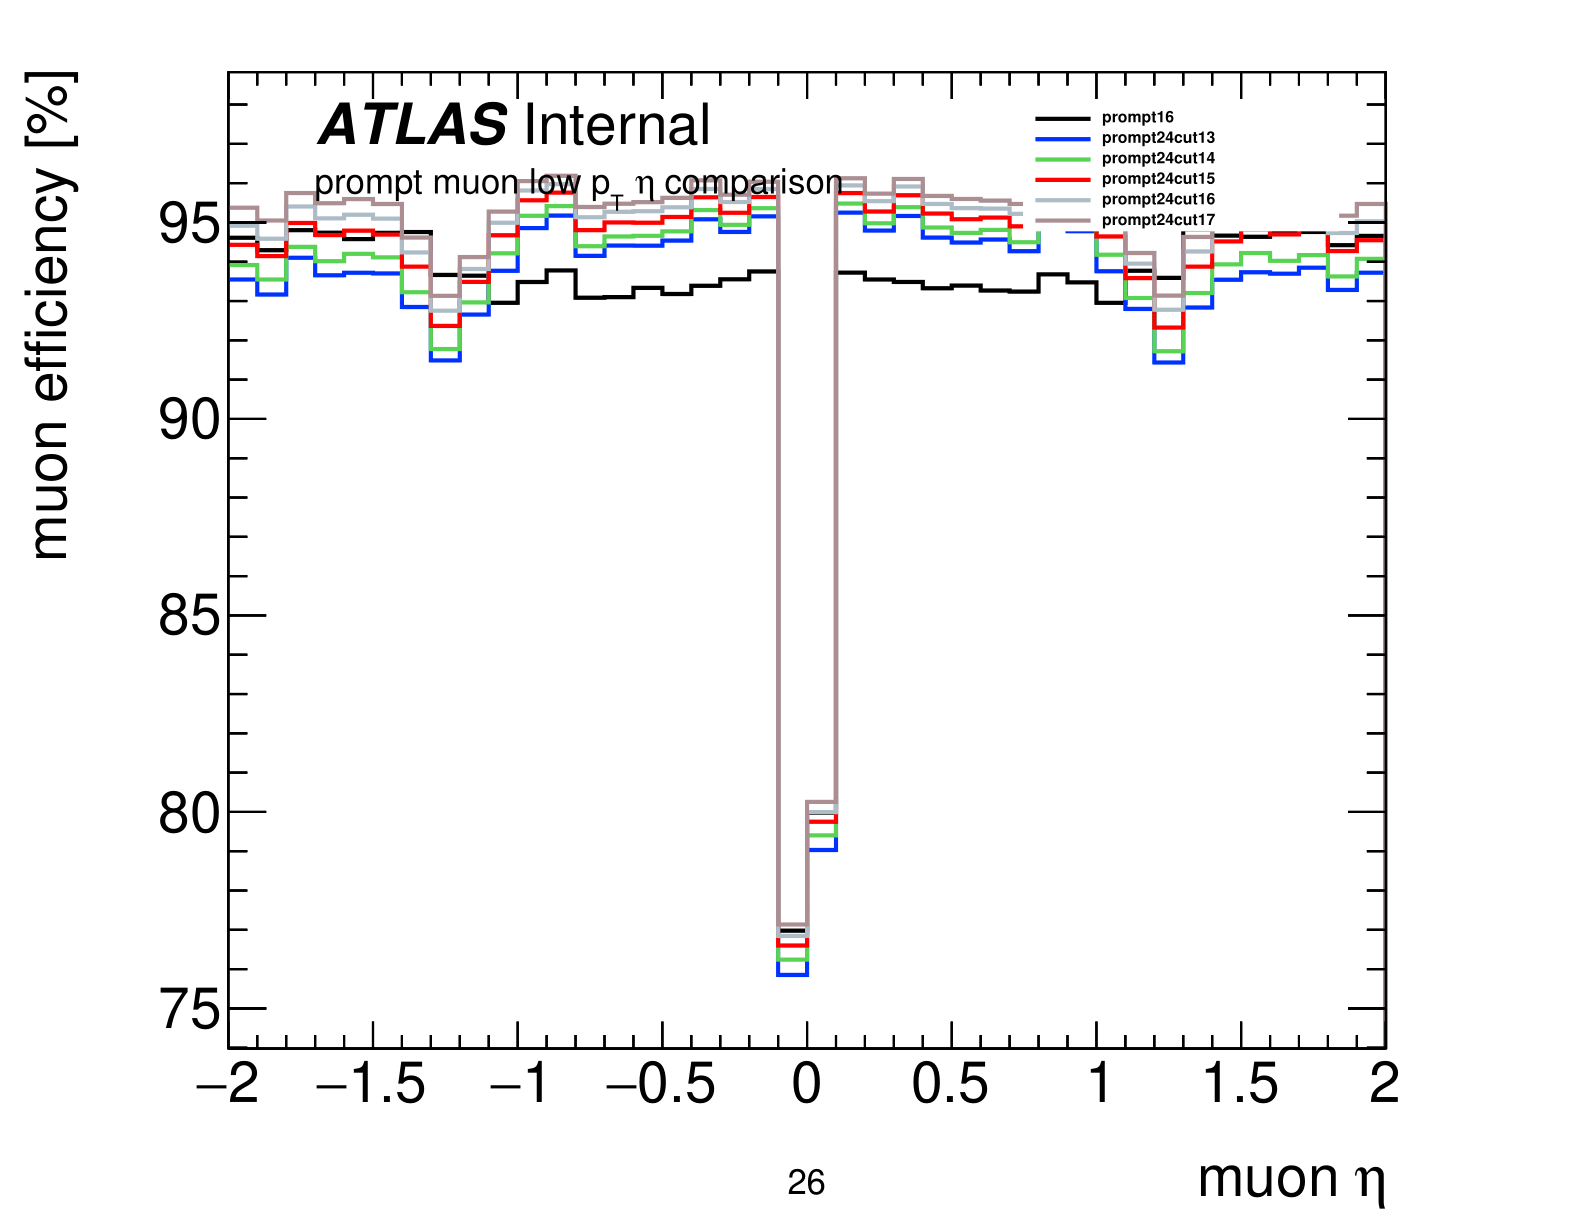 muon efficiency [%]
ATLAS Internal
prompt muon low p_T η comparison
prompt16
prompt24cut13
prompt24cut14
prompt24cut15
prompt24cut16
prompt24cut17
95
90
85
80
75
−2 −1.5 −1 −0.5 0 0.5 1 1.5 2
muon η
26